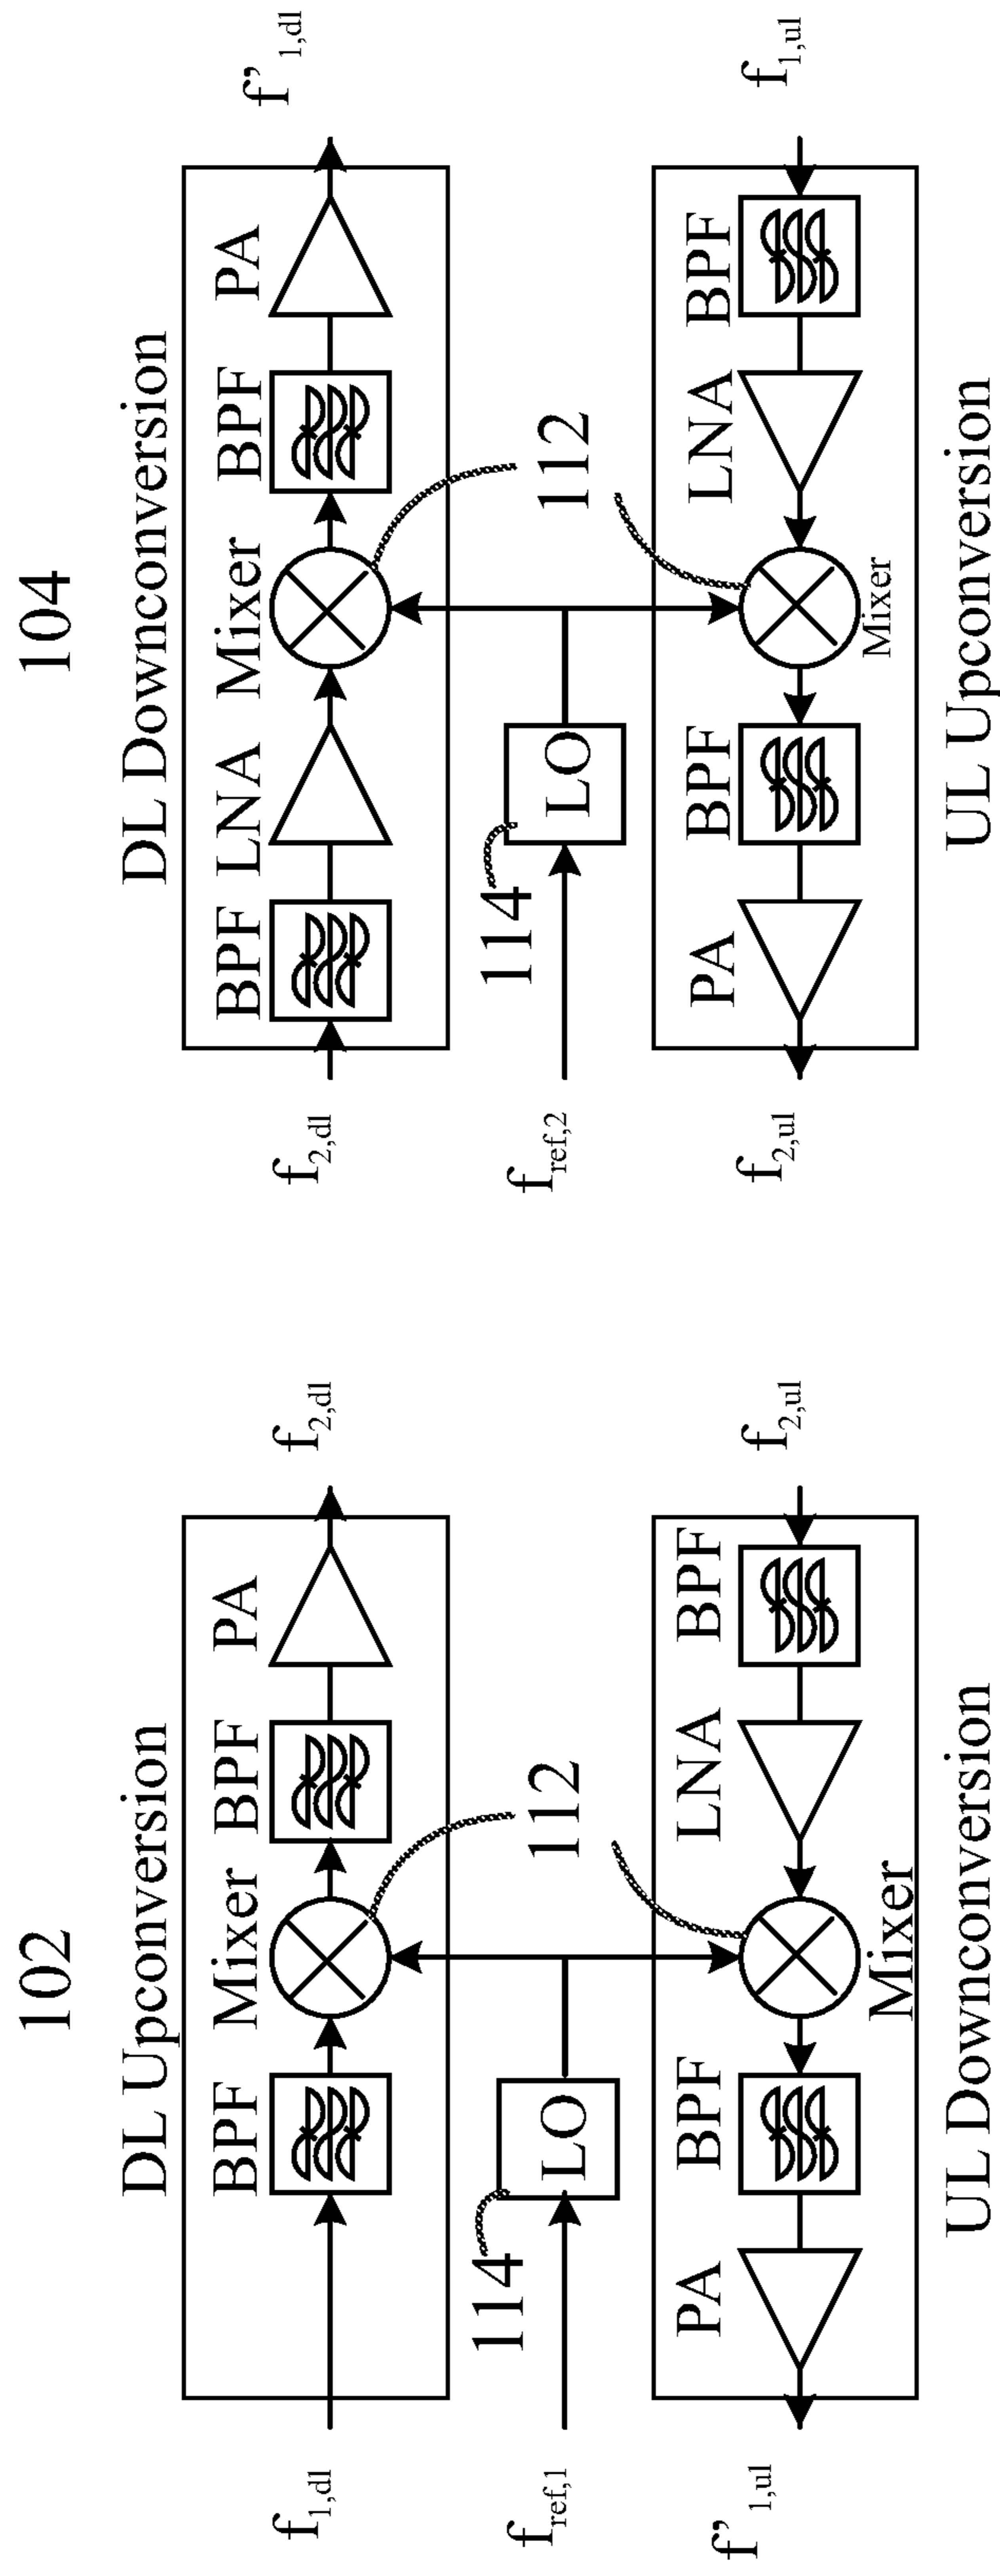 102
DL Upconversion
BPF Mixer BPF PA
f1,dl
f2,dl
112
114
LO
fref,1
PA BPF LNA BPF
Mixer
f’1,ul
f2,ul
UL Downconversion
104
DL Downconversion
BPF LNA Mixer BPF PA
f2,dl
f’1,dl
112
114
LO
fref,2
PA BPF LNA BPF
Mixer
f2,ul
f1,ul
UL Upconversion